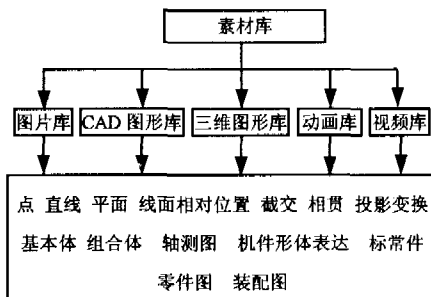 素材库
图片库 CAD 图形库 三维图形库 动画库 视频库
点 直线 平面 线面相对位置 截交 相贯 投影变换
基本体 组合体 轴测图 机件形体表达 标常件
零件图 装配图